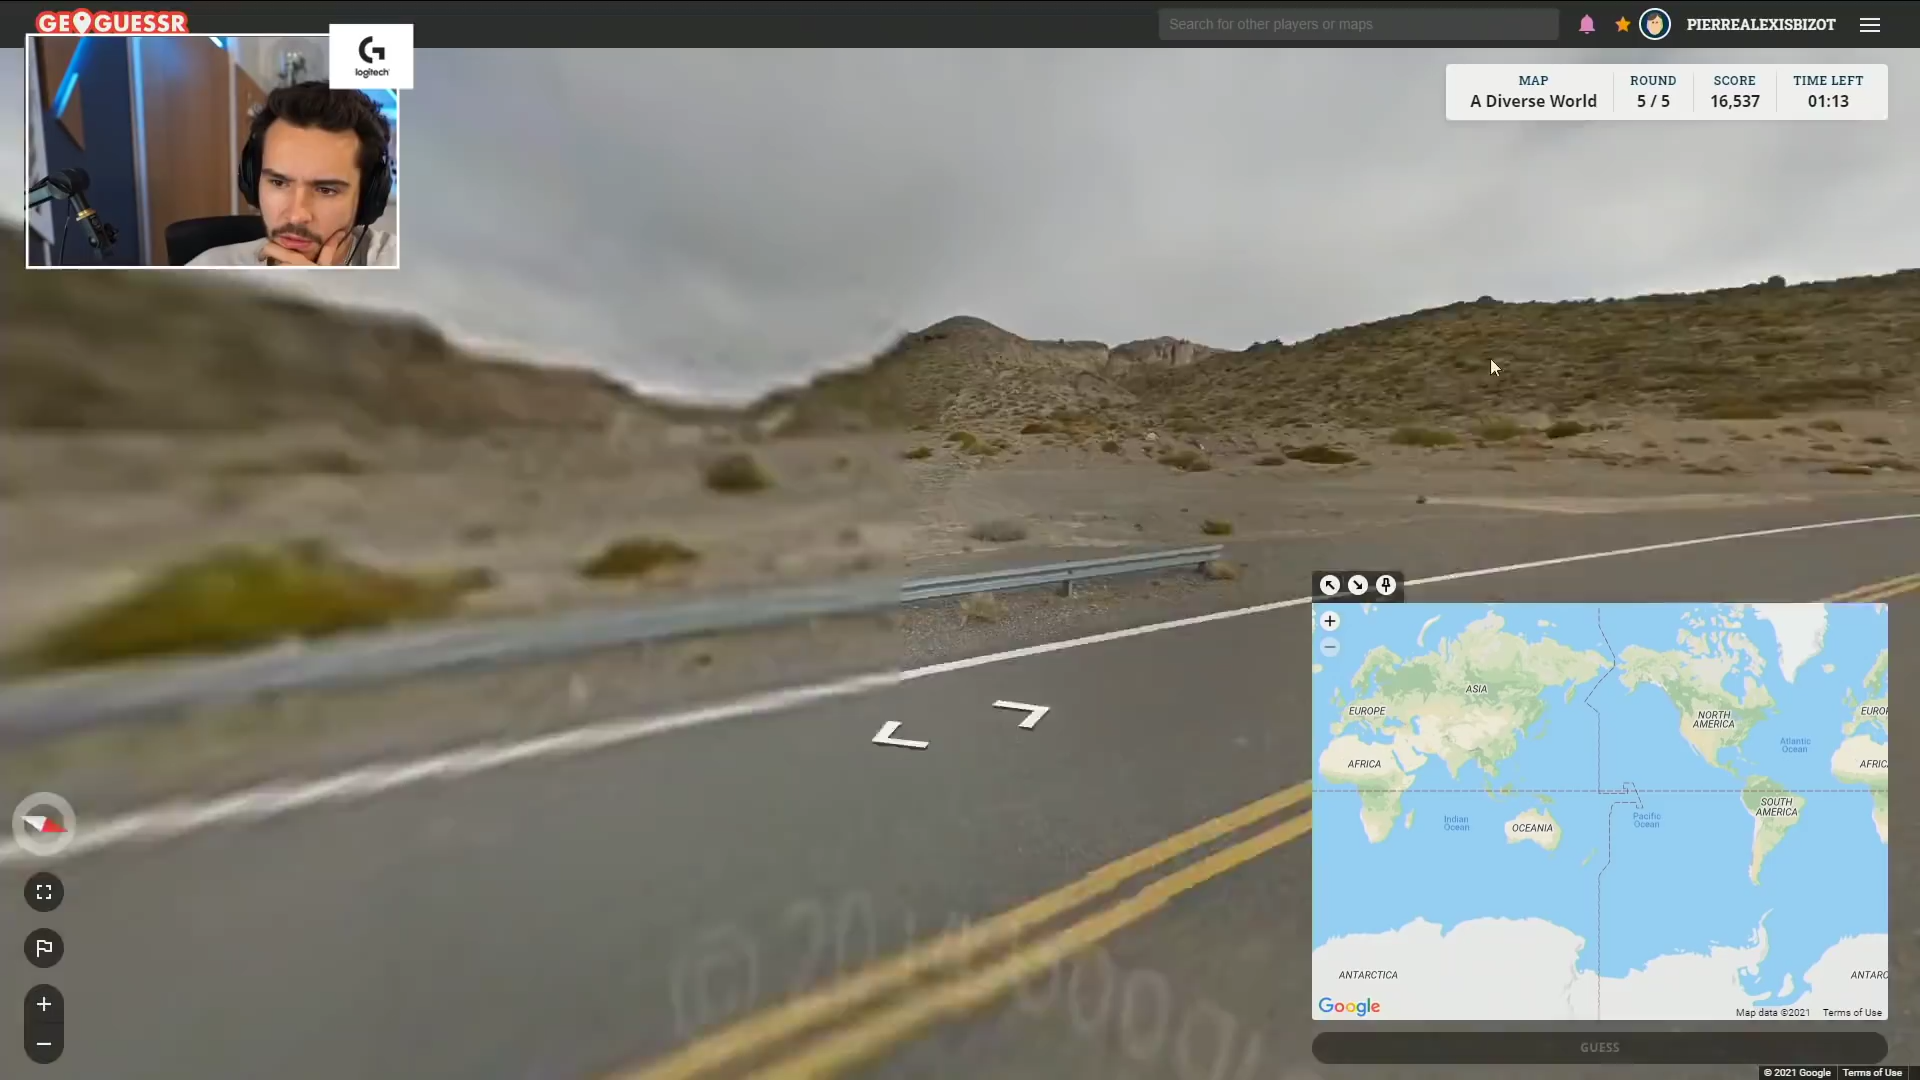 GEOGUESSR
logitech
Search for other players or maps
PIERREALEXISBIZOT
MAP
A Diverse World
ROUND
5 / 5
SCORE
16,537
TIME LEFT
01:13
ASIA
EUROPE
AFRICA
NORTH
AMERICA
Atlantic
Ocean
EUROP
AFRIC
Indian
Ocean
OCEANIA
Pacific
Ocean
SOUTH
AMERICA
ANTARCTICA
ANTARC
Google
Map data ©2021
Terms of Use
GUESS
© 2021 Google
Terms of Use